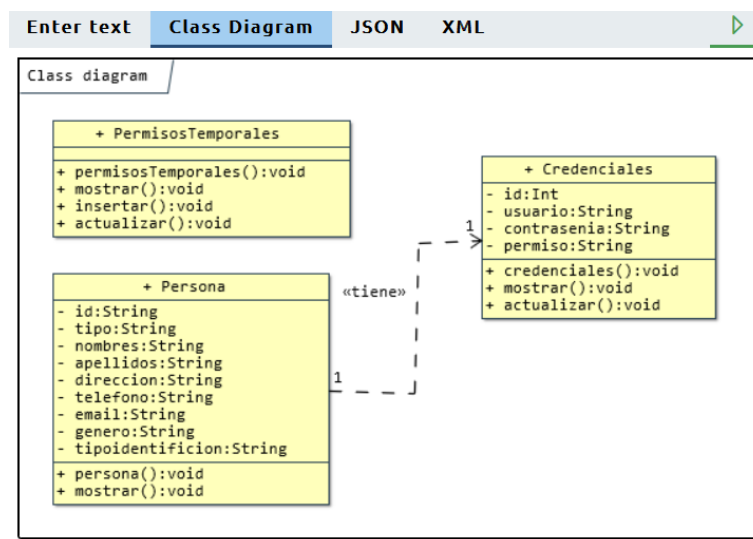 Enter text Class Diagram JSON XML
Class diagram
+ PermisosTemporales
+ permisosTemporales():void
+ mostrar():void
+ insertar():void
+ actualizar():void
+ Credenciales
- id:Int
- usuario:String
- contrasenia:String
- permiso:String
+ credenciales():void
+ mostrar():void
+ actualizar():void
1
«tiene»
1
+ Persona
- id:String
- tipo:String
- nombres:String
- apellidos:String
- direccion:String
- telefono:String
- email:String
- genero:String
- tipoidentificion:String
+ persona():void
+ mostrar():void